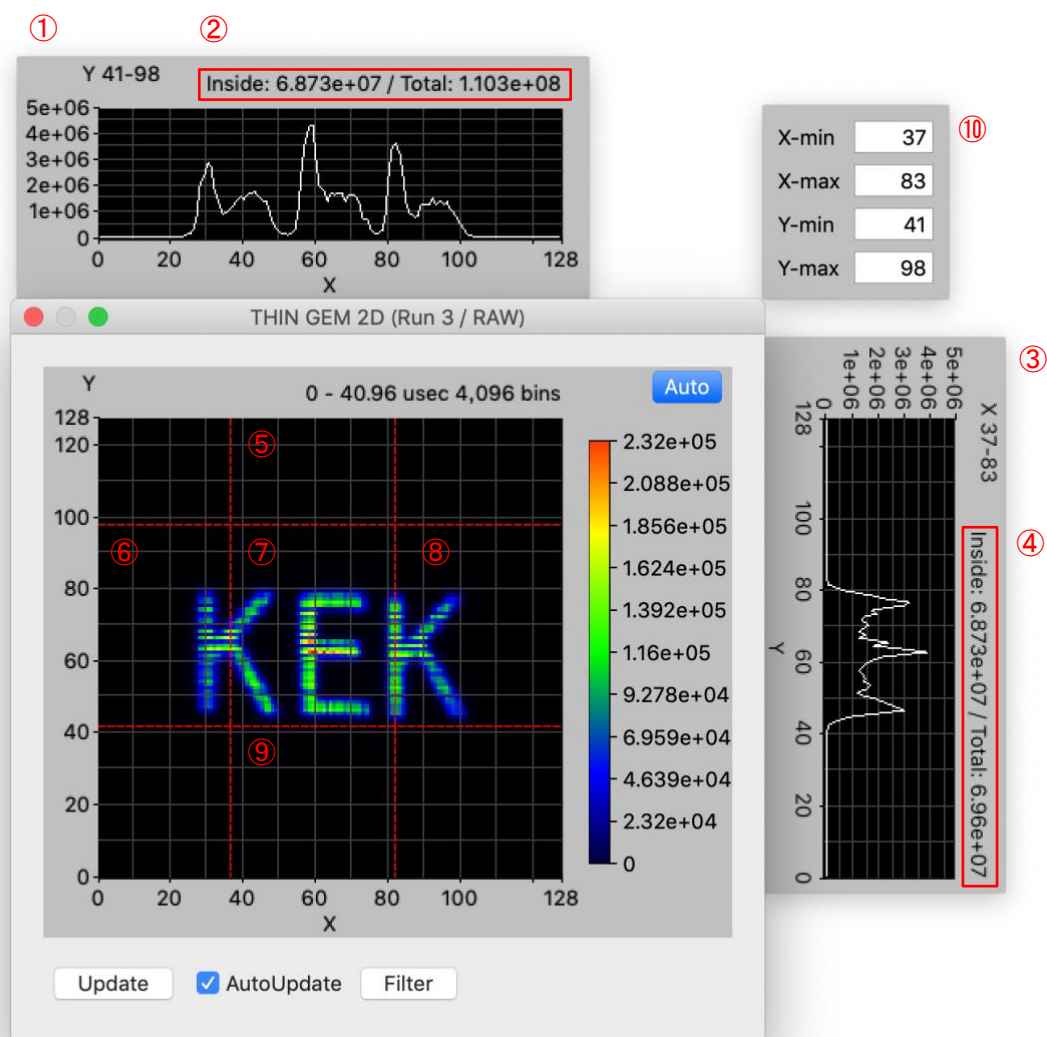 ① ②
Y 41-98
Inside: 6.873e+07 / Total: 1.103e+08
5e+06
4e+06
3e+06
2e+06
1e+06
0
0 20 40 60 80 100 128
X
X-min 37
X-max 83
Y-min 41
Y-max 98
⑩
THIN GEM 2D (Run 3 / RAW)
Y
0 - 40.96 usec 4,096 bins
Auto
128
120
100
80
60
40
20
0
0 20 40 60 80 100 128
X
⑤
⑥ ⑦ ⑧
KEK
⑨
2.32e+05
2.088e+05
1.856e+05
1.624e+05
1.392e+05
1.16e+05
9.278e+04
6.959e+04
4.639e+04
2.32e+04
0
Update
AutoUpdate
Filter
③
X 37-83
④
Inside: 6.873e+07 / Total: 6.96e+07
5e+06
4e+06
3e+06
2e+06
1e+06
0
128 100 80 60 40 20 0
Y